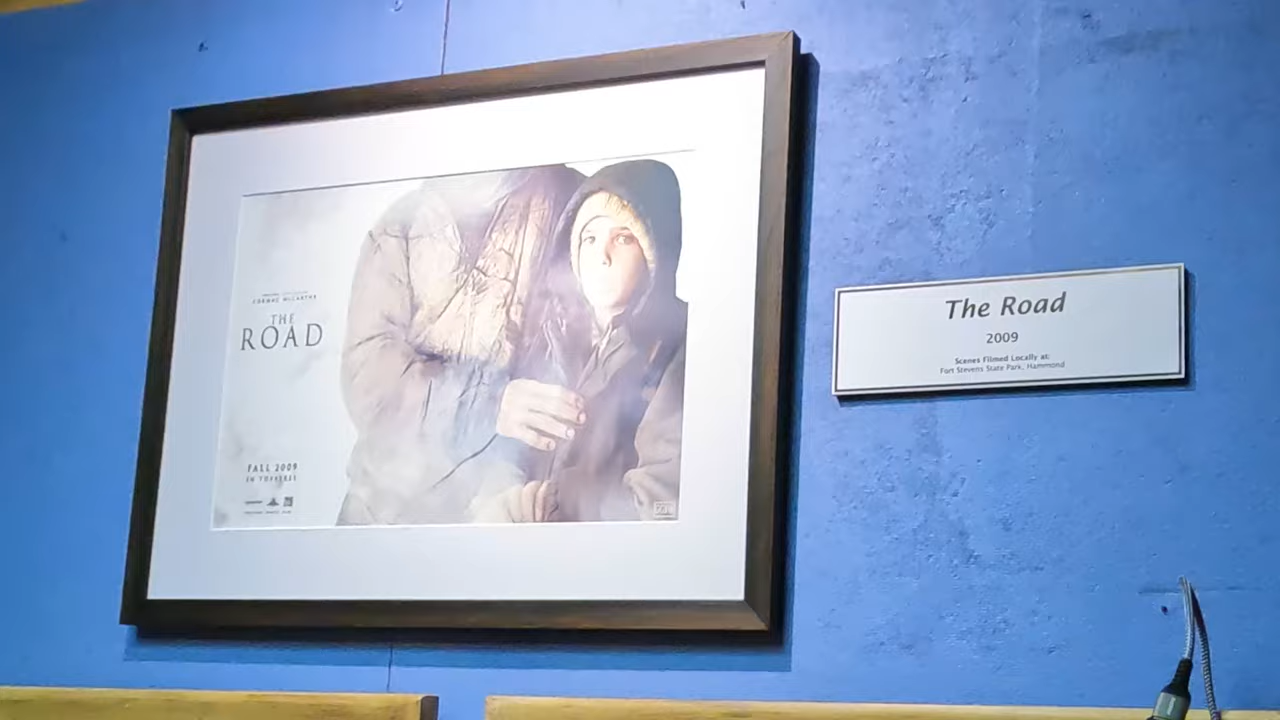 CORMAC MCCARTHY
THE
ROAD
FALL 2009
IN THEATRES
The Road
2009
Scenes Filmed Locally at:
Fort Stevens State Park, Hammond